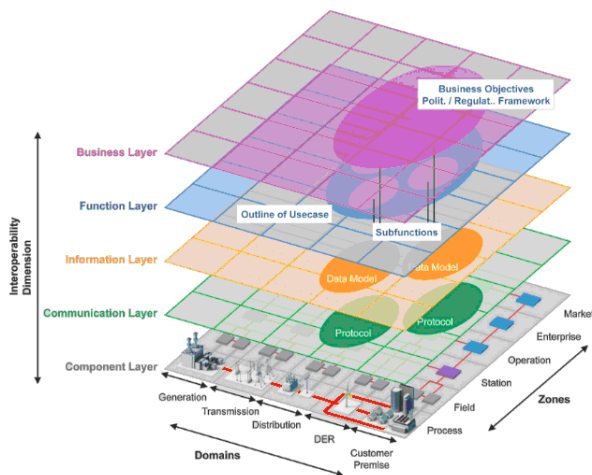 Business Objectives
Polit. / Regulat.. Framework
Business Layer
Function Layer
Outline of Usecase
Subfunctions
Interoperability
Dimension
Information Layer
Data Model
Data Model
Communication Layer
Protocol
Protocol
Component Layer
Market
Enterprise
Operation
Station
Field
Process
Zones
Generation
Transmission
Distribution
DER
Customer
Premise
Domains